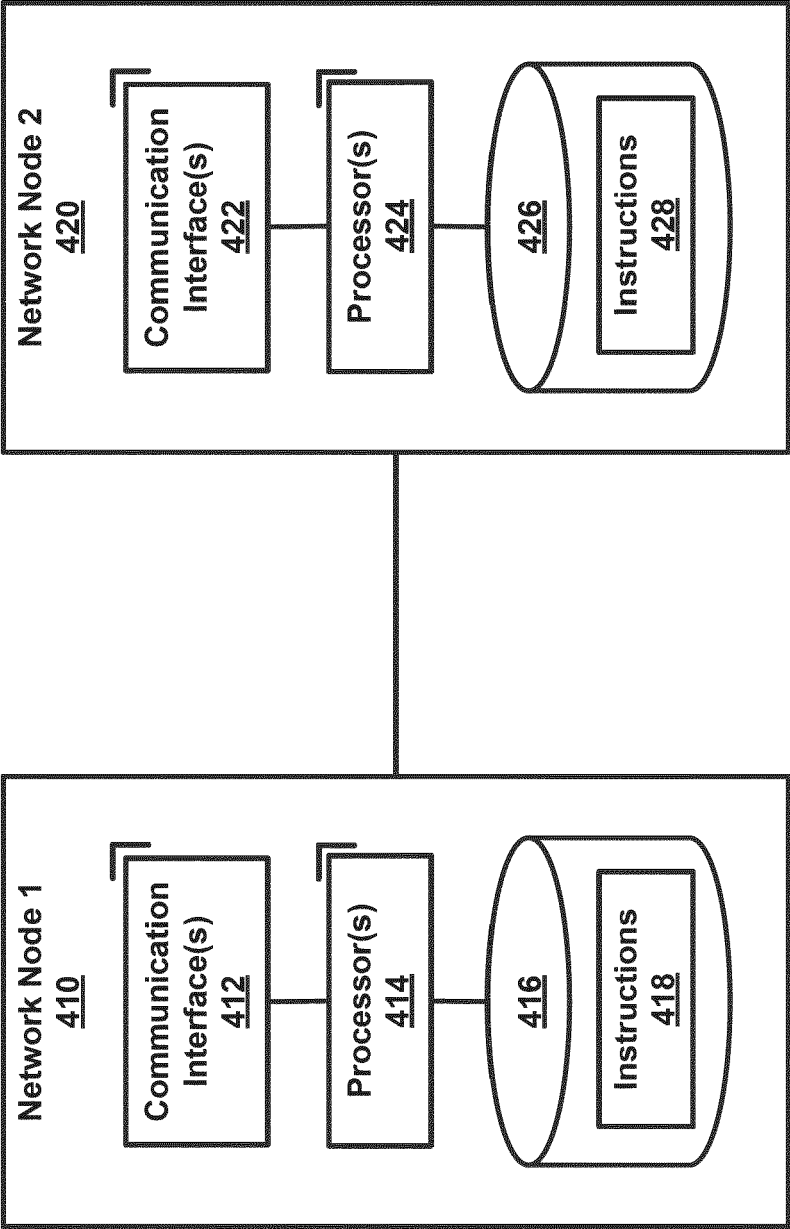 Network Node 1
410
Communication
Interface(s)
412
Processor(s)
414
416
Instructions
418
Network Node 2
420
Communication
Interface(s)
422
Processor(s)
424
426
Instructions
428